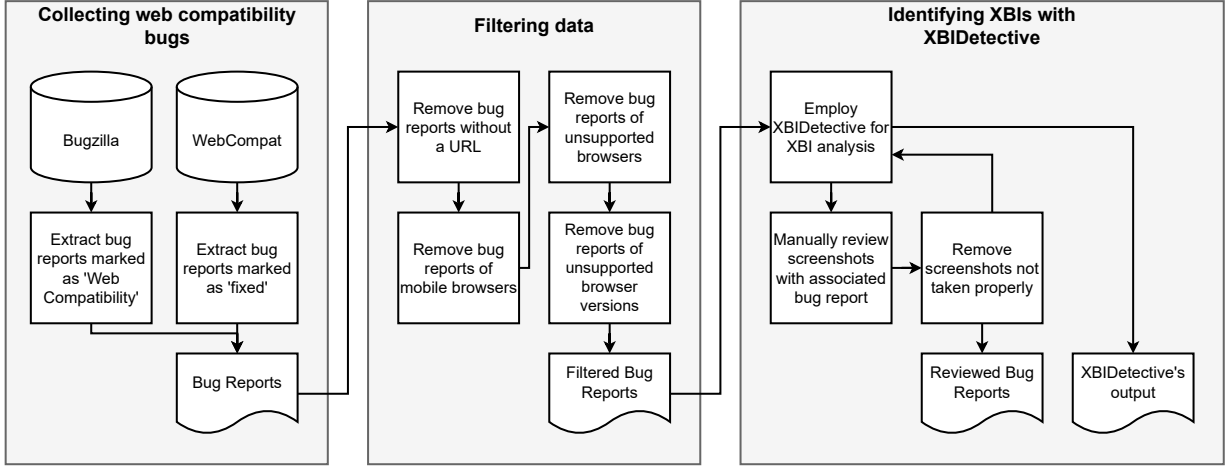 Collecting web compatibility
bugs
Bugzilla
WebCompat
Extract bug
reports marked
as 'Web
Compatibility'
Extract bug
reports marked
as 'fixed'
Bug Reports
Filtering data
Remove bug
reports without
a URL
Remove bug
reports of
mobile browsers
Remove bug
reports of
unsupported
browsers
Remove bug
reports of
unsupported
browser
versions
Filtered Bug
Reports
Identifying XBIs with
XBIDetective
Employ
XBIDetective for
XBI analysis
Manually review
screenshots
with associated
bug report
Remove
screenshots not
taken properly
Reviewed Bug
Reports
XBIDetective's
output